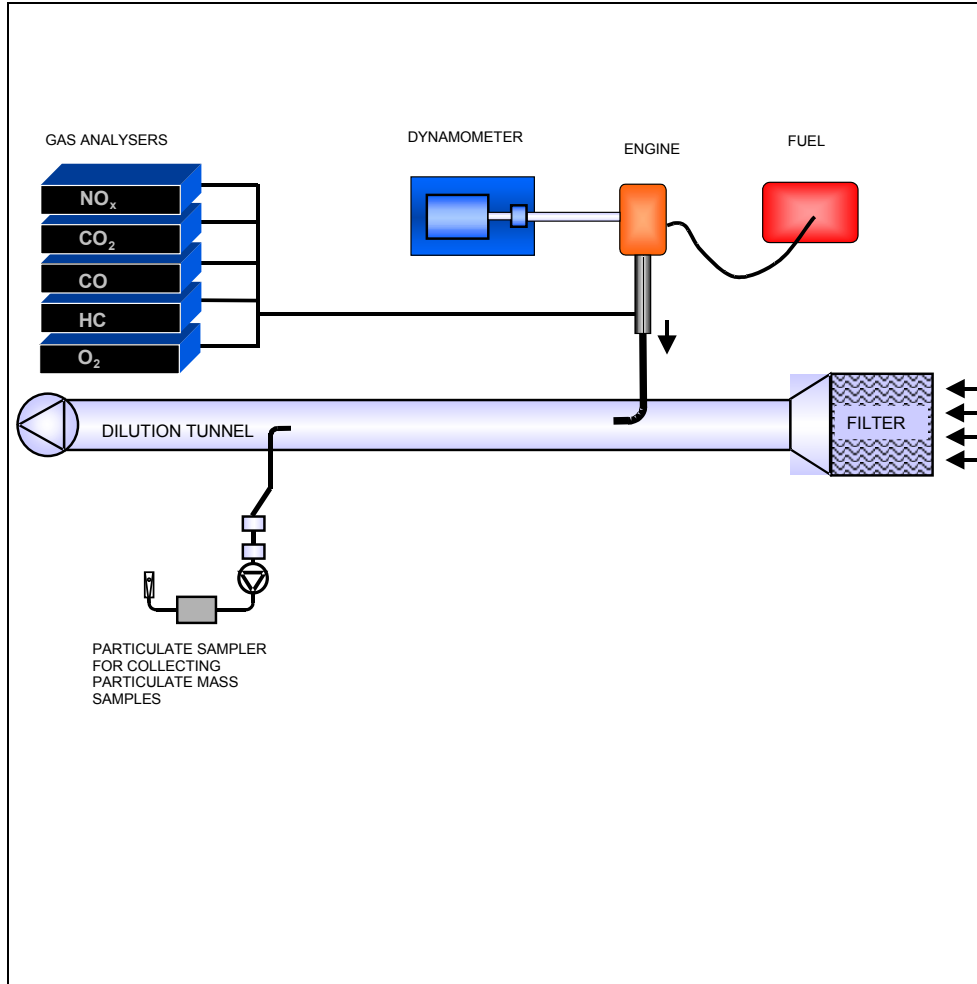 GAS ANALYSERS
DYNAMOMETER
ENGINE
FUEL
NOx
CO2
CO
HC
O2
DILUTION TUNNEL
FILTER
PARTICULATE SAMPLER
FOR COLLECTING
PARTICULATE MASS
SAMPLES